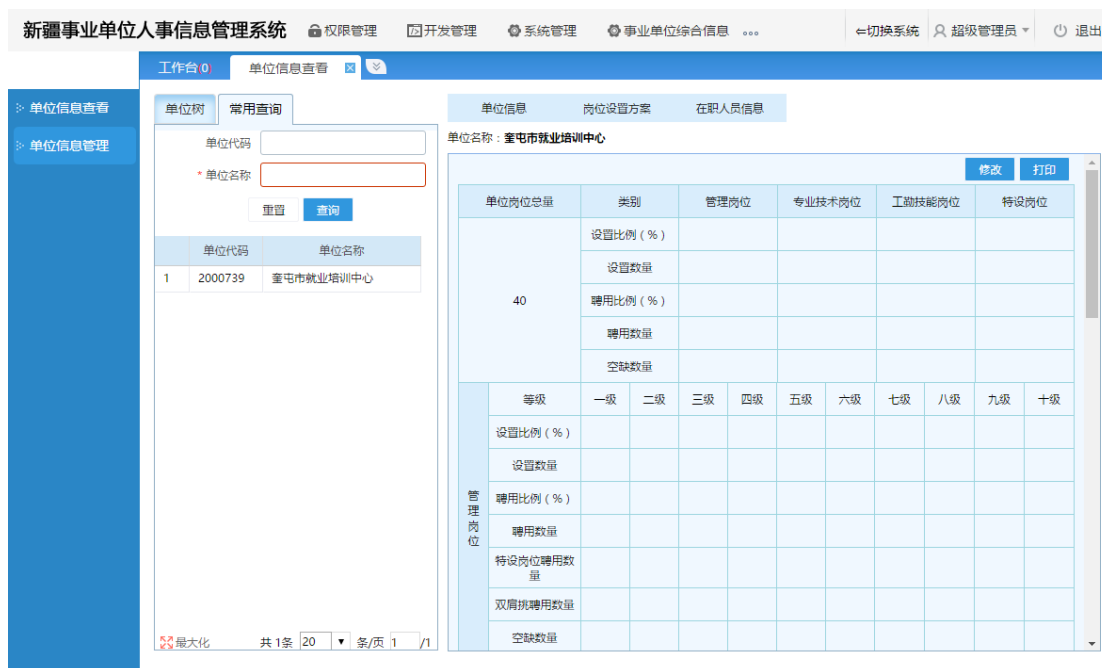 新疆事业单位人事信息管理系统 权限管理 开发管理 系统管理 事业单位综合信息 ⇐切换系统 超级管理员 退出
工作台(0) 单位信息查看
单位信息查看
单位信息管理
单位树 常用查询
单位代码
* 单位名称
重置 查询
单位代码 单位名称
1 2000739 奎屯市就业培训中心
最大化 共 1条 20 条/页 1 /1
单位信息 岗位设置方案 在职人员信息
单位名称：奎屯市就业培训中心
修改 打印
单位岗位总量 类别 管理岗位 专业技术岗位 工勤技能岗位 特设岗位
40
设置比例（%）
设置数量
聘用比例（%）
聘用数量
空缺数量
管理岗位
等级 一级 二级 三级 四级 五级 六级 七级 八级 九级 十级
设置比例（%）
设置数量
聘用比例（%）
聘用数量
特设岗位聘用数
量
双肩挑聘用数量
空缺数量